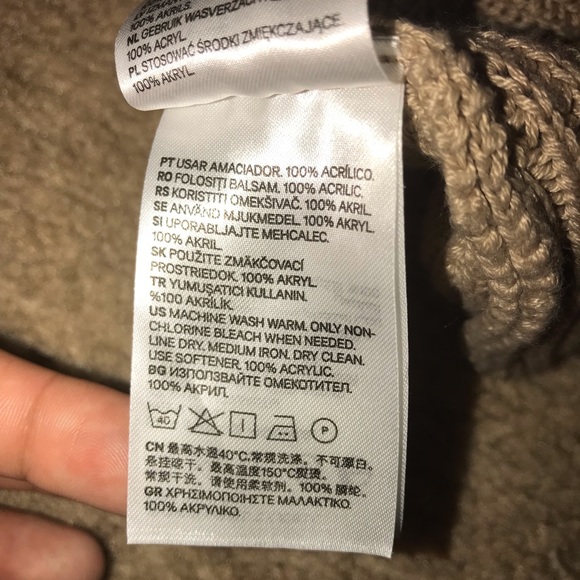 100% AKRILS.
NL GEBRUIK WASVERZACHTER.
100% ACRYL
PL STOSOWAĆ ŚRODKI ZMIĘKCZAJĄCE.
100% AKRYL.
PT USAR AMACIADOR. 100% ACRÍLICO.
RO FOLOSIȚI BALSAM. 100% ACRILIC.
RS KORISTITI OMEKŠIVAČ. 100% AKRIL
SE ANVÄND MJUKMEDEL. 100% AKRYL
SI UPORABLJAJTE MEHCALEC.
100% AKRIL.
SK POUŽITE ZMÄKČOVACÍ
PROSTRIEDOK. 100% AKRYL
TR YUMUŞATICI KULLANIN.
%100 AKRİLİK.
US MACHINE WASH WARM. ONLY NON-
CHLORINE BLEACH WHEN NEEDED.
LINE DRY. MEDIUM IRON. DRY CLEAN.
USE SOFTENER. 100% ACRYLIC.
BG ИЗПОЛЗВАЙТЕ ОМЕКОТИТЕЛ.
100% АКРИЛ.
40 P
CN 最高水温40°C.常规洗涤。不可漂白。
悬挂晾干。最高温度150°C熨烫。
常规干洗。请使用柔软剂。100% 腈纶.
GR ΧΡΗΣΙΜΟΠΟΙΗΣΤΕ ΜΑΛΑΚΤΙΚΟ.
100% ΑΚΡΥΛΙΚΟ.